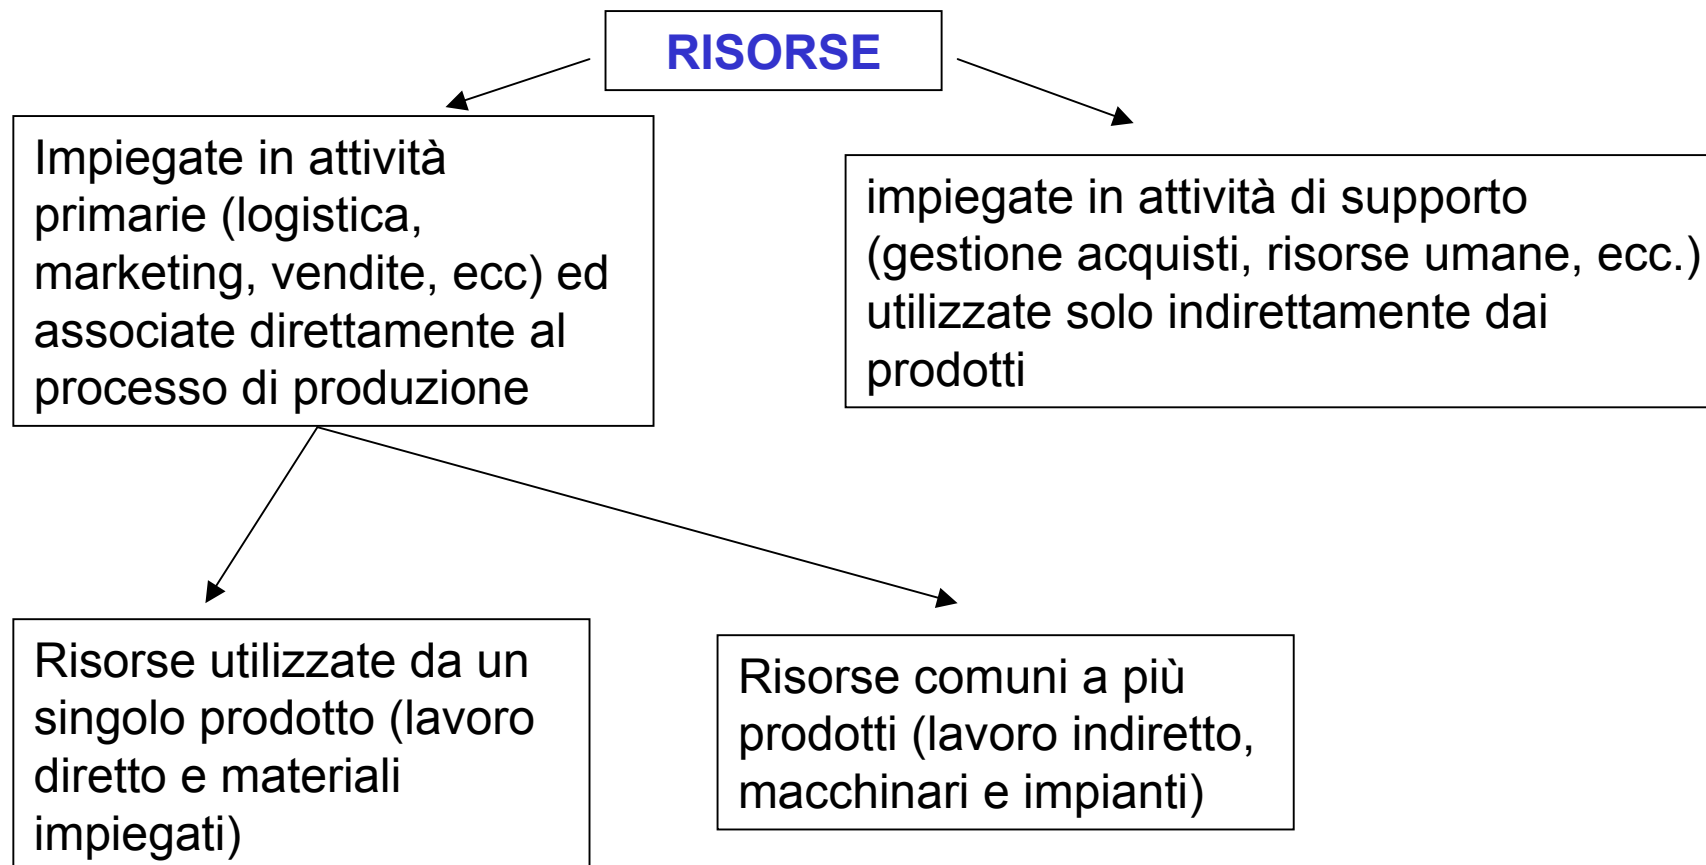 RISORSE
Impiegate in attività
primarie (logistica,
marketing, vendite, ecc) ed
associate direttamente al
processo di produzione
impiegate in attività di supporto
(gestione acquisti, risorse umane, ecc.)
utilizzate solo indirettamente dai
prodotti
Risorse utilizzate da un
singolo prodotto (lavoro
diretto e materiali
impiegati)
Risorse comuni a più
prodotti (lavoro indiretto,
macchinari e impianti)